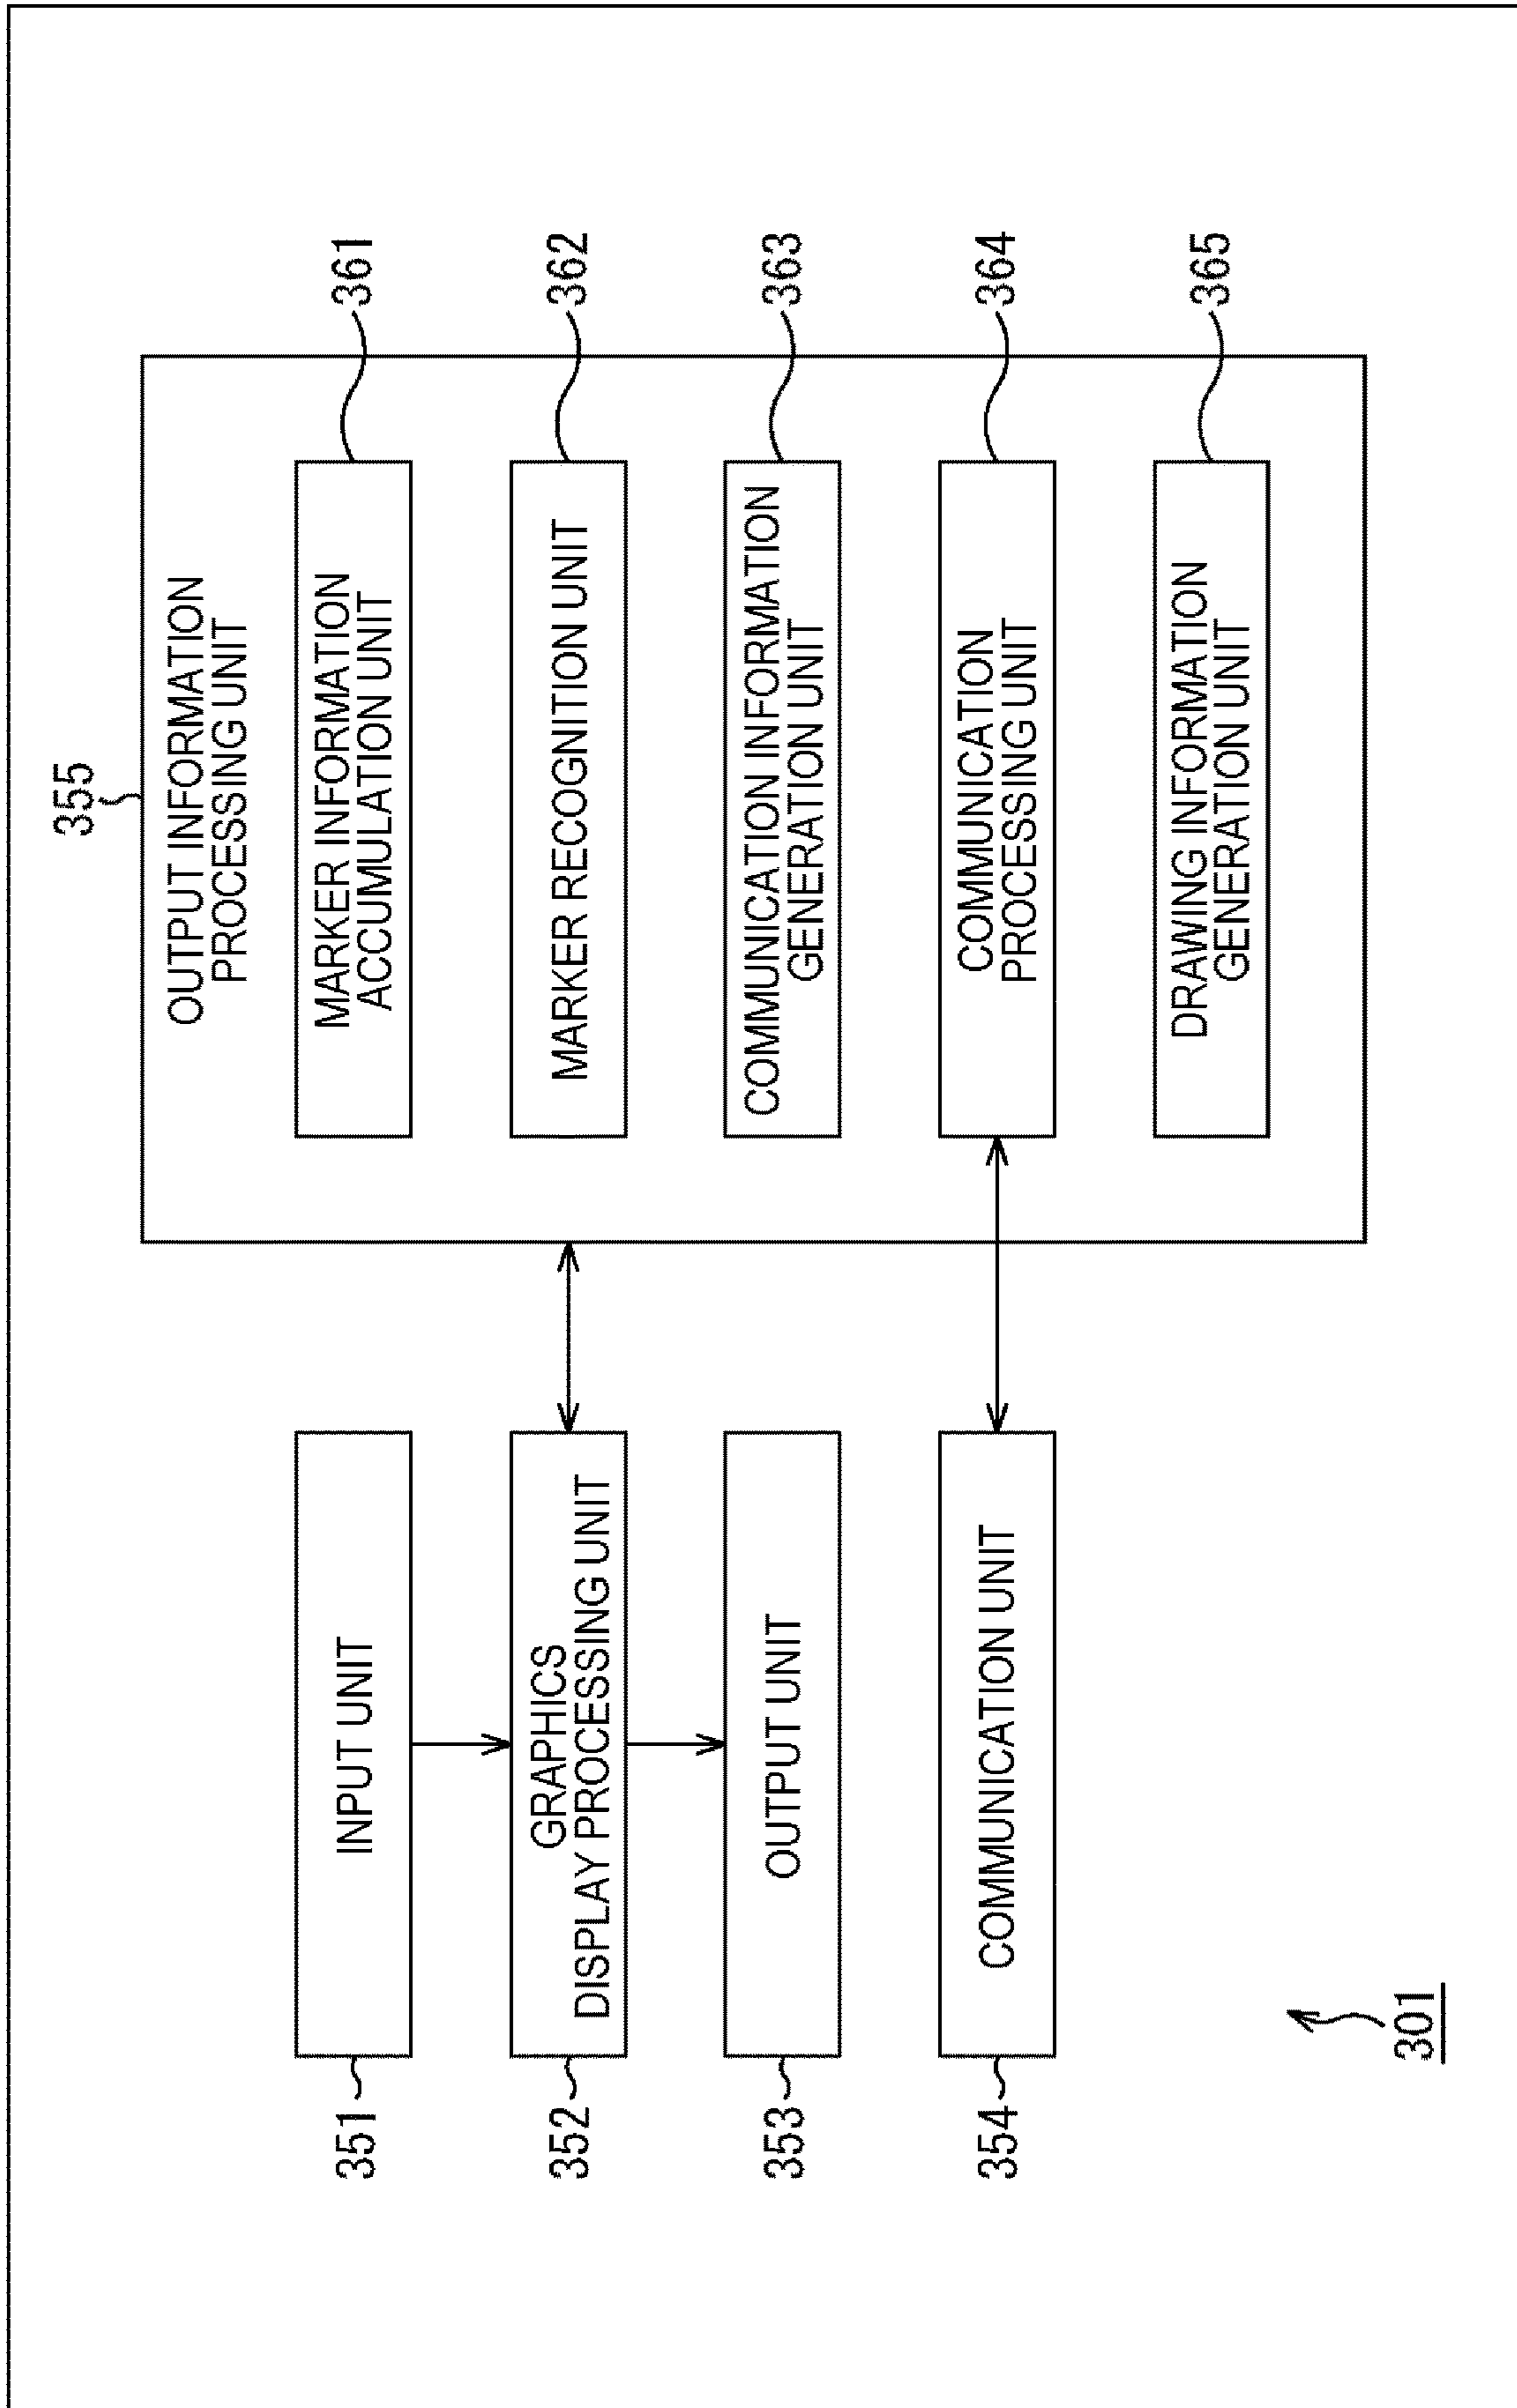 355
OUTPUT INFORMATION
PROCESSING UNIT
351
INPUT UNIT
MARKER INFORMATION
ACCUMULATION UNIT
361
352
GRAPHICS
DISPLAY PROCESSING UNIT
MARKER RECOGNITION UNIT
362
353
OUTPUT UNIT
COMMUNICATION INFORMATION
GENERATION UNIT
363
354
COMMUNICATION UNIT
COMMUNICATION
PROCESSING UNIT
364
DRAWING INFORMATION
GENERATION UNIT
365
301